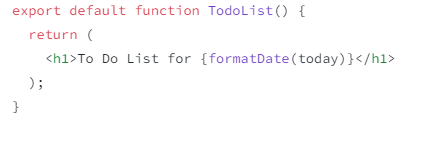 export default function TodoList() {
  return (
    <h1>To Do List for {formatDate(today)}</h1>
  );
}